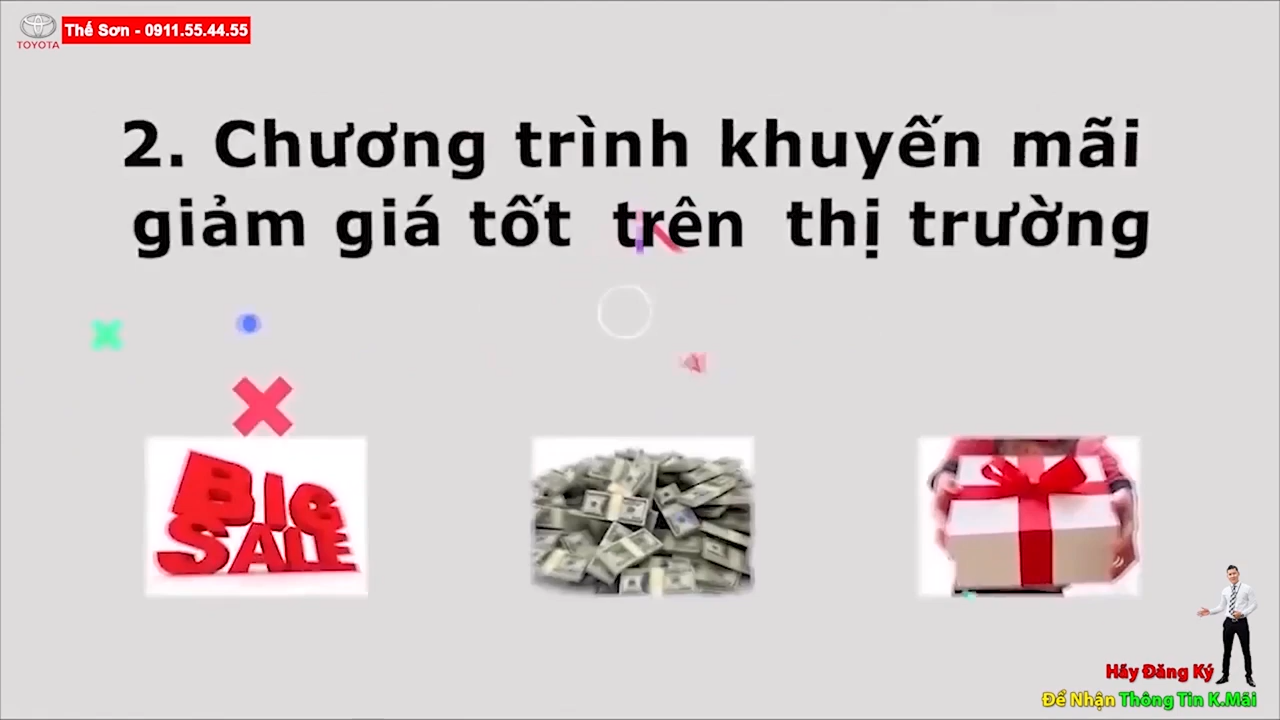 TOYOTA
Thế Sơn - 0911.55.44.55
2. Chương trình khuyến mãi
giảm giá tốt trên thị trường
BIG
SALE
Hãy Đăng Ký
Để Nhận Thông Tin K.Mãi